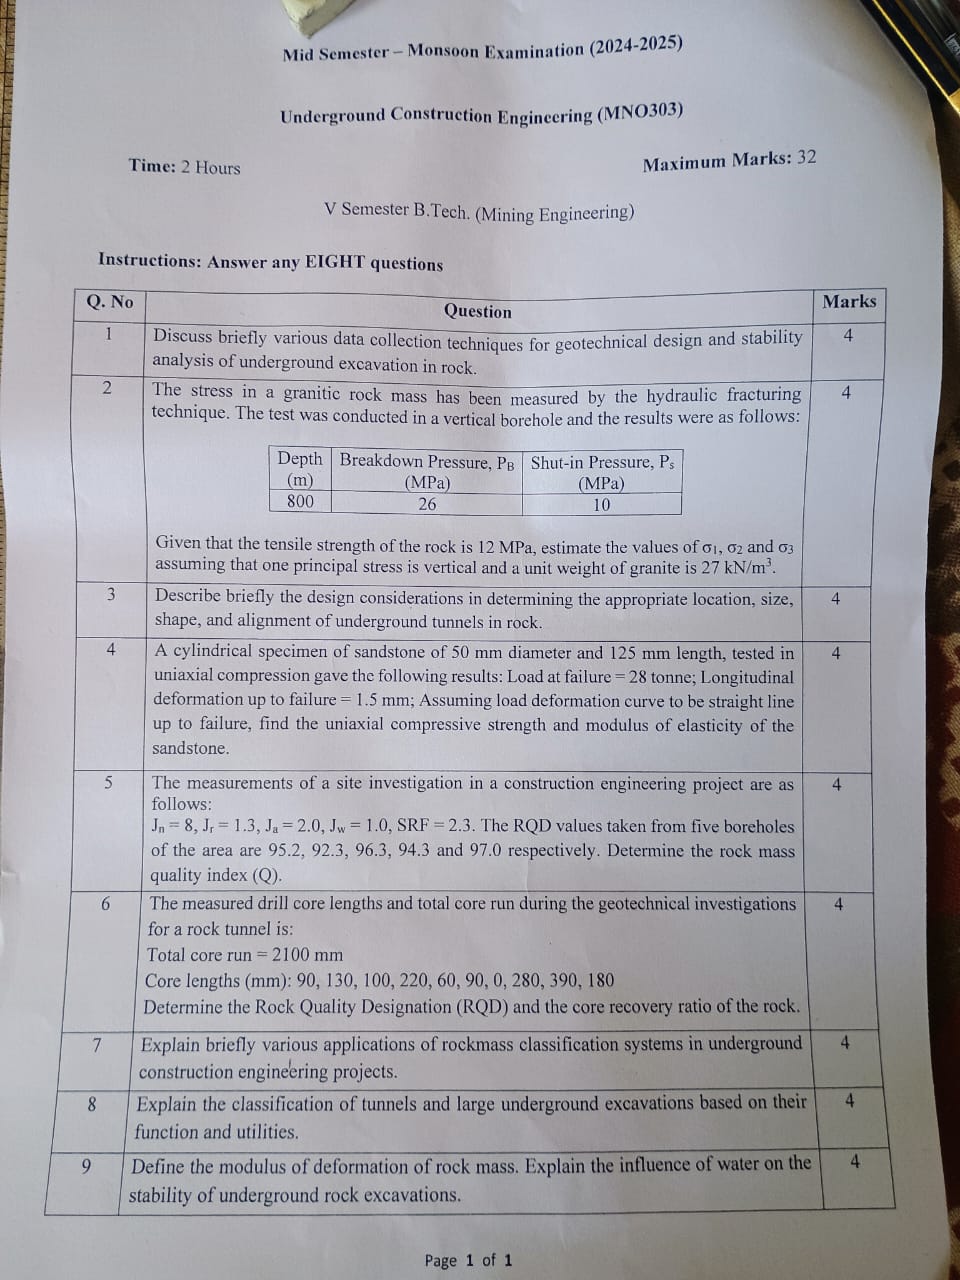 Mid Semester – Monsoon Examination (2024-2025)
Underground Construction Engineering (MNO303)
Time: 2 Hours
Maximum Marks: 32
V Semester B.Tech. (Mining Engineering)
Instructions: Answer any EIGHT questions
Q. No Question Marks
1 Discuss briefly various data collection techniques for geotechnical design and stability 4
analysis of underground excavation in rock.
2 The stress in a granitic rock mass has been measured by the hydraulic fracturing 4
technique. The test was conducted in a vertical borehole and the results were as follows:
Depth Breakdown Pressure, PB Shut-in Pressure, Ps
(m) (MPa) (MPa)
800 26 10
Given that the tensile strength of the rock is 12 MPa, estimate the values of σ1, σ2 and σ3
assuming that one principal stress is vertical and a unit weight of granite is 27 kN/m³.
3 Describe briefly the design considerations in determining the appropriate location, size, 4
shape, and alignment of underground tunnels in rock.
4 A cylindrical specimen of sandstone of 50 mm diameter and 125 mm length, tested in 4
uniaxial compression gave the following results: Load at failure = 28 tonne; Longitudinal
deformation up to failure = 1.5 mm; Assuming load deformation curve to be straight line
up to failure, find the uniaxial compressive strength and modulus of elasticity of the
sandstone.
5 The measurements of a site investigation in a construction engineering project are as 4
follows:
Jn = 8, Jr = 1.3, Ja = 2.0, Jw = 1.0, SRF = 2.3. The RQD values taken from five boreholes
of the area are 95.2, 92.3, 96.3, 94.3 and 97.0 respectively. Determine the rock mass
quality index (Q).
6 The measured drill core lengths and total core run during the geotechnical investigations 4
for a rock tunnel is:
Total core run = 2100 mm
Core lengths (mm): 90, 130, 100, 220, 60, 90, 0, 280, 390, 180
Determine the Rock Quality Designation (RQD) and the core recovery ratio of the rock.
7 Explain briefly various applications of rockmass classification systems in underground 4
construction engineering projects.
8 Explain the classification of tunnels and large underground excavations based on their 4
function and utilities.
9 Define the modulus of deformation of rock mass. Explain the influence of water on the 4
stability of underground rock excavations.
Page 1 of 1